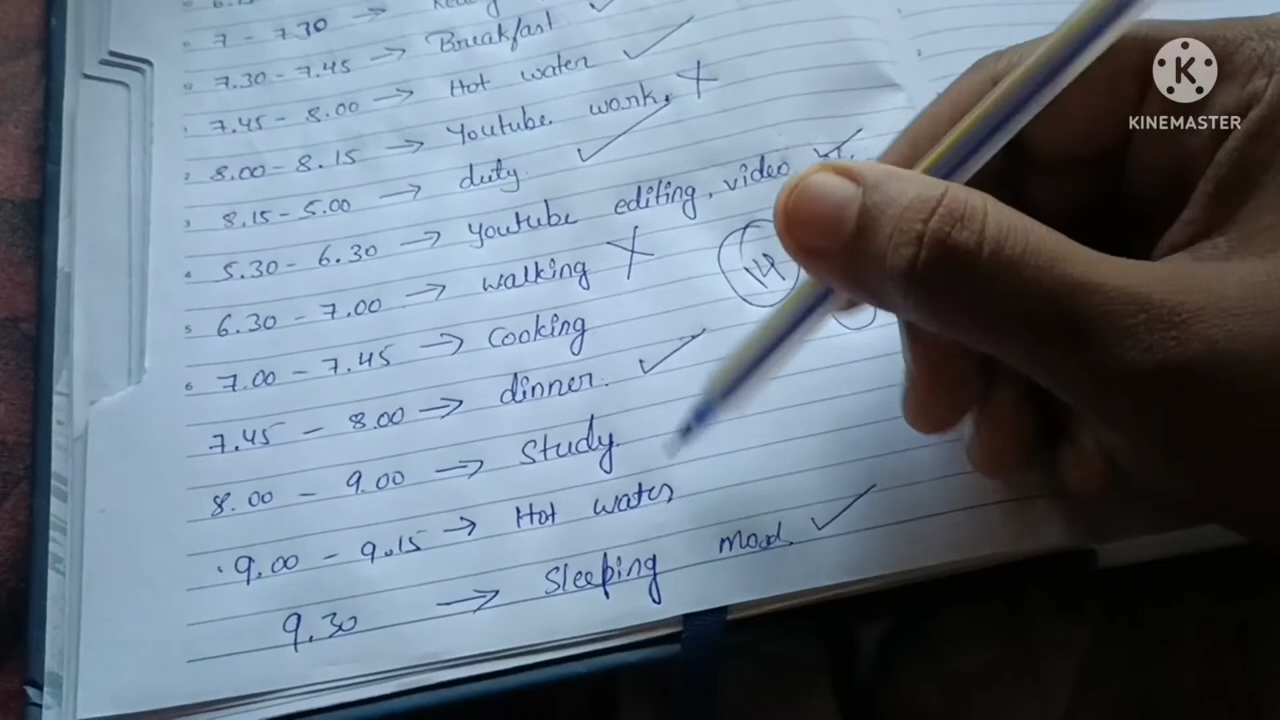 7 - 7.30 →
7.30 - 7.45 → Breakfast ✓
7.45 - 8.00 → Hot water ✓
8.00 - 8.15 → Youtube work. X
8.15 - 5.00 → duty. ✓
5.30 - 6.30 → Youtube editing, video
6.30 - 7.00 → walking X
7.00 - 7.45 → Cooking
7.45 - 8.00 → dinner. ✓
8.00 - 9.00 → Study.
9.00 - 9.15 → Hot water
9.30 → Sleeping mood ✓
14
K
KINEMASTER